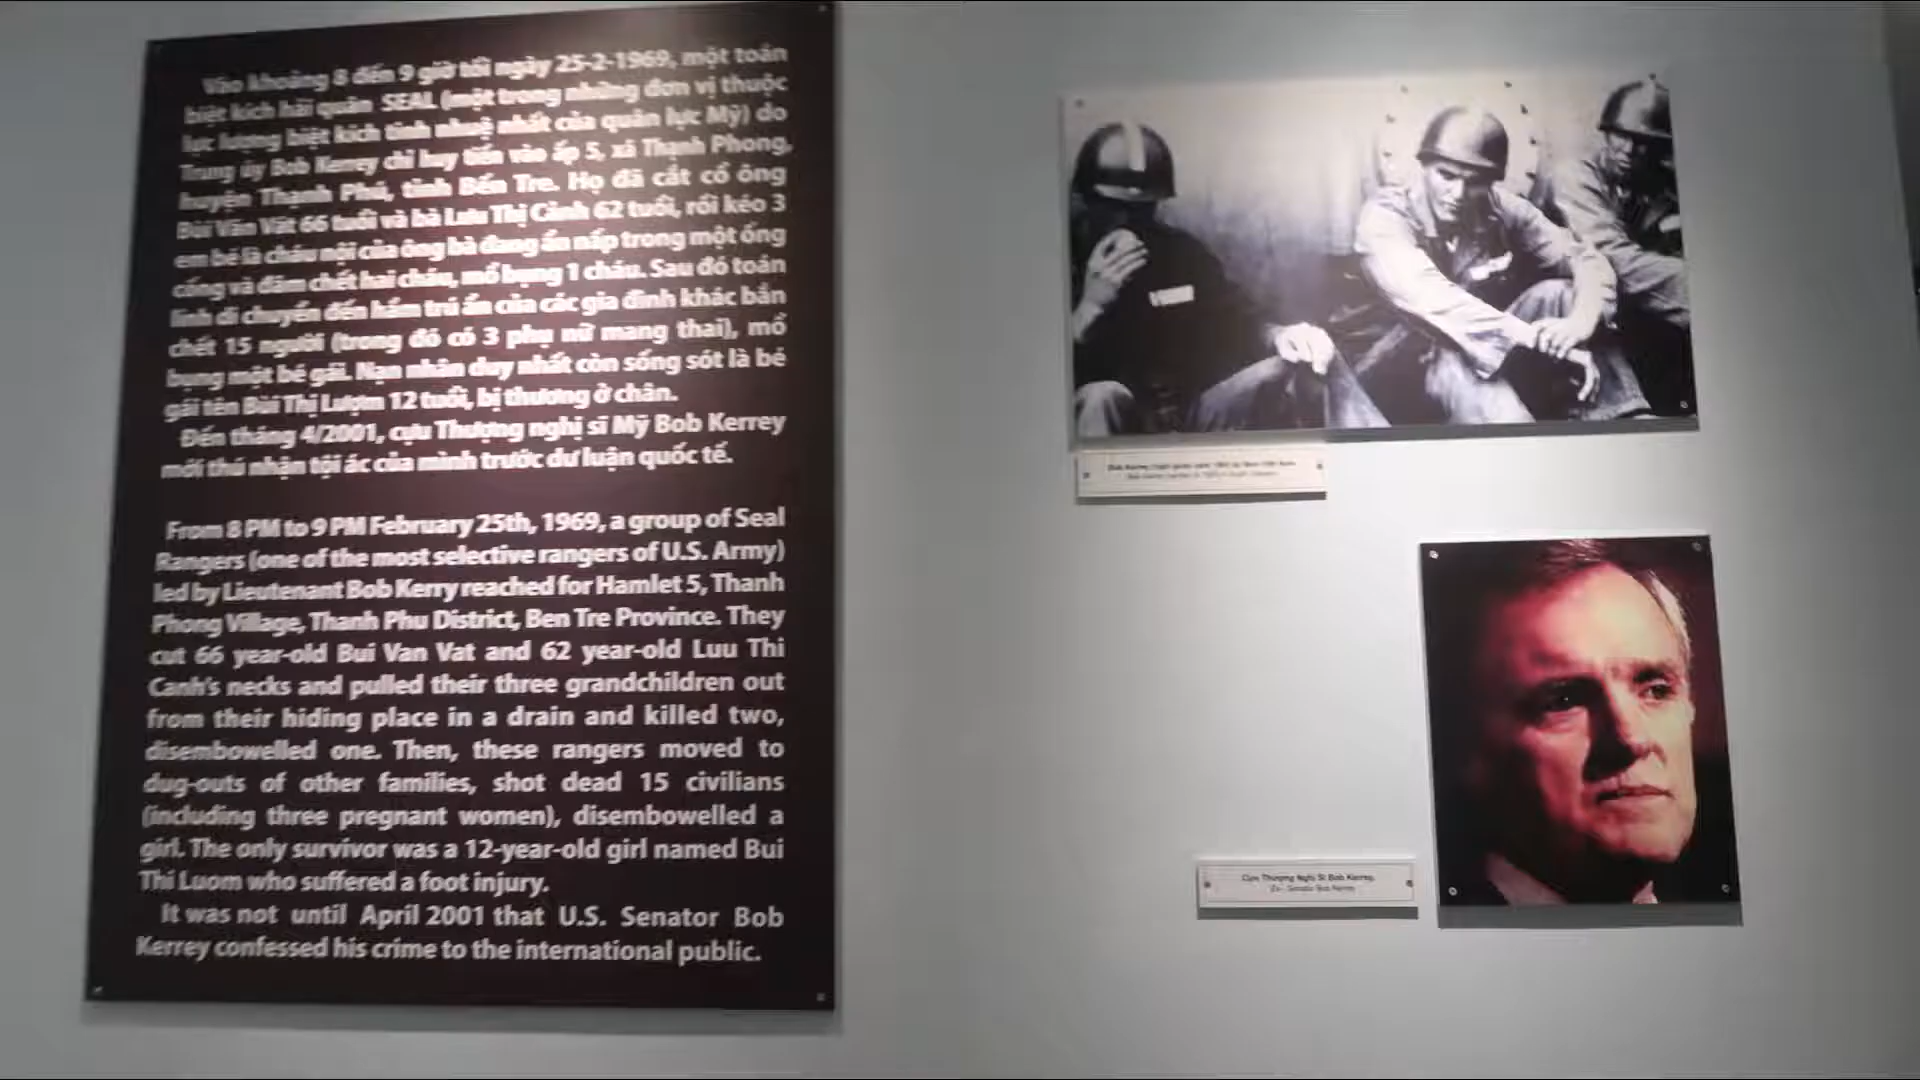 Vào khoảng 8 đến 9 giờ tối ngày 25-2-1969, một toán
biệt kích hải quân SEAL (một trong những đơn vị thuộc
lực lượng biệt kích tinh nhuệ nhất của quân lực Mỹ) do
Trung úy Bob Kerrey chỉ huy tiến vào ấp 5, xã Thạnh Phong,
huyện Thạnh Phú, tỉnh Bến Tre. Họ đã cắt cổ ông
Bùi Văn Vát 66 tuổi và bà Lưu Thị Cảnh 62 tuổi, rồi kéo 3
em bé là cháu nội của ông bà đang ẩn nấp trong một ống
cống và đâm chết hai cháu, mổ bụng 1 cháu. Sau đó toán
lính di chuyển đến hầm trú ẩn của các gia đình khác bắn
chết 15 người (trong đó có 3 phụ nữ mang thai), mổ
bụng một bé gái. Nạn nhân duy nhất còn sống sót là bé
gái tên Bùi Thị Lượm 12 tuổi, bị thương ở chân.
Đến tháng 4/2001, cựu Thượng nghị sĩ Mỹ Bob Kerrey
mới thú nhận tội ác của mình trước dư luận quốc tế.
From 8 PM to 9 PM February 25th, 1969, a group of Seal
Rangers (one of the most selective rangers of U.S. Army)
led by Lieutenant Bob Kerry reached for Hamlet 5, Thanh
Phong Village, Thanh Phu District, Ben Tre Province. They
cut 66 year-old Bui Van Vat and 62 year-old Luu Thi
Canh's necks and pulled their three grandchildren out
from their hiding place in a drain and killed two,
disembowelled one. Then, these rangers moved to
dug-outs of other families, shot dead 15 civilians
(including three pregnant women), disembowelled a
girl. The only survivor was a 12-year-old girl named Bui
Thi Luom who suffered a foot injury.
It was not until April 2001 that U.S. Senator Bob
Kerrey confessed his crime to the international public.
Cựu Thượng Nghị Sĩ Bob Kerrey.
Ex - Senator Bob Kerrey